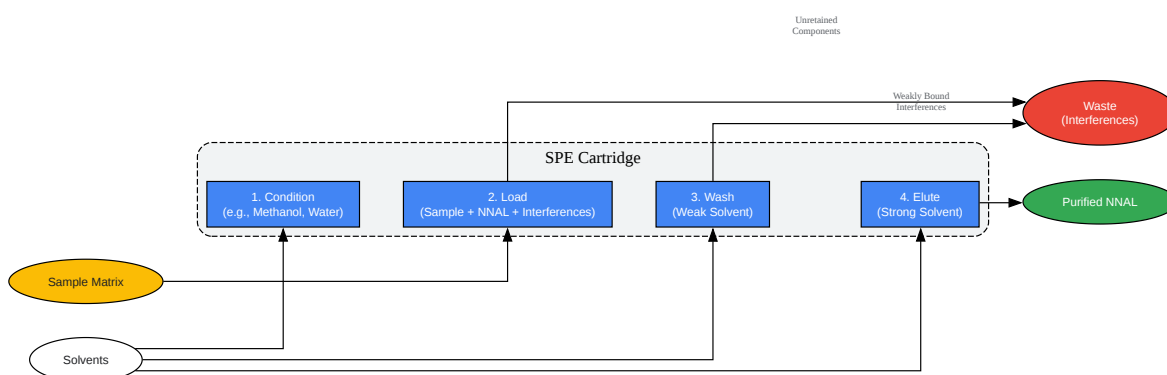 Unretained
Components
Weakly Bound
Interferences
Waste
(Interferences)
SPE Cartridge
1. Condition
(e.g., Methanol, Water)
2. Load
(Sample + NNAL + Interferences)
3. Wash
(Weak Solvent)
4. Elute
(Strong Solvent)
Purified NNAL
Sample Matrix
Solvents